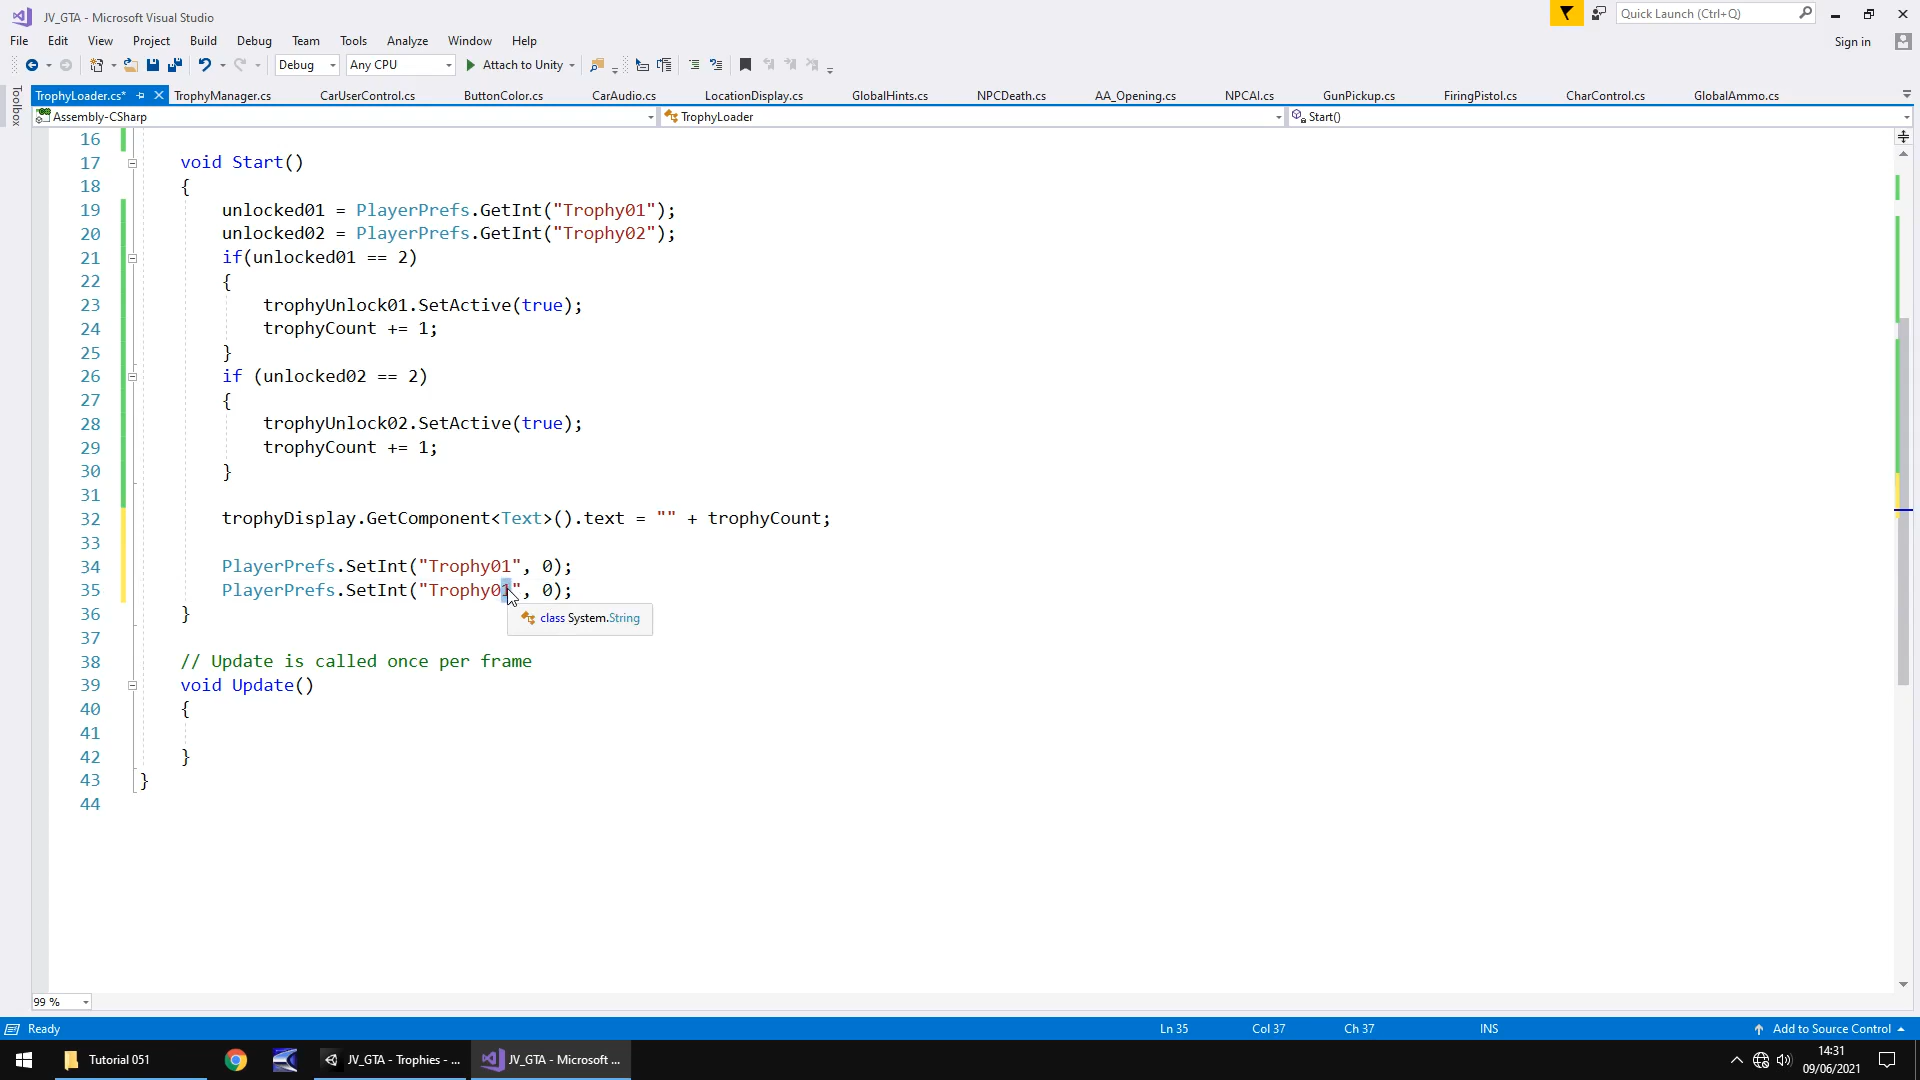 JV_GTA - Microsoft Visual Studio
Quick Launch (Ctrl+Q)
File Edit View Project Build Debug Team Tools Analyze Window Help
Sign in
Debug Any CPU Attach to Unity
Toolbox
TrophyLoader.cs* TrophyManager.cs CarUserControl.cs ButtonColor.cs CarAudio.cs LocationDisplay.cs GlobalHints.cs NPCDeath.cs AA_Opening.cs NPCAI.cs GunPickup.cs FiringPistol.cs CharControl.cs GlobalAmmo.cs
Assembly-CSharp TrophyLoader Start()
16
17 void Start()
18 {
19 unlocked01 = PlayerPrefs.GetInt("Trophy01");
20 unlocked02 = PlayerPrefs.GetInt("Trophy02");
21 if(unlocked01 == 2)
22 {
23 trophyUnlock01.SetActive(true);
24 trophyCount += 1;
25 }
26 if (unlocked02 == 2)
27 {
28 trophyUnlock02.SetActive(true);
29 trophyCount += 1;
30 }
31
32 trophyDisplay.GetComponent<Text>().text = "" + trophyCount;
33
34 PlayerPrefs.SetInt("Trophy01", 0);
35 PlayerPrefs.SetInt("Trophy01", 0);
36 }
class System.String
37
38 // Update is called once per frame
39 void Update()
40 {
41
42 }
43 }
44
99 %
Ready Ln 35 Col 37 Ch 37 INS Add to Source Control
Tutorial 051 JV_GTA - Trophies - ... JV_GTA - Microsoft ... 14:31
09/06/2021